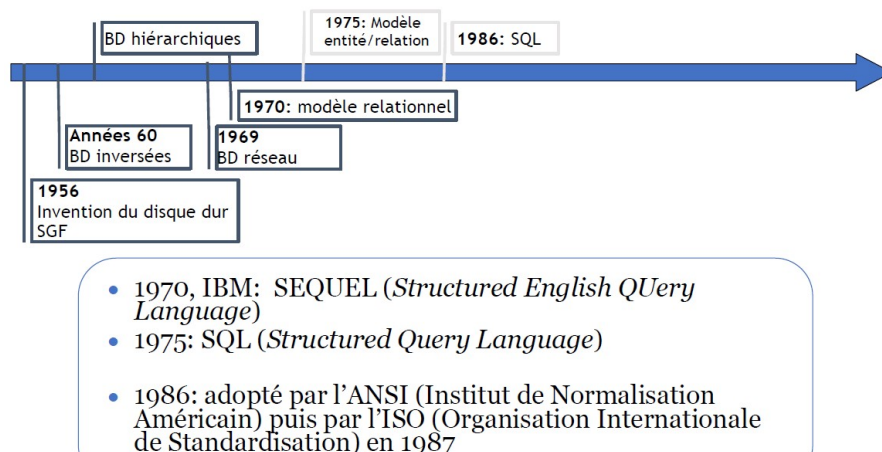 BD hiérarchiques
1975: Modèle
entité/relation
1986: SQL
1970: modèle relationnel
Années 60
BD inversées
1969
BD réseau
1956
Invention du disque dur
SGF
• 1970, IBM: SEQUEL (Structured English QUery
Language)
• 1975: SQL (Structured Query Language)
• 1986: adopté par l’ANSI (Institut de Normalisation
Américain) puis par l’ISO (Organisation Internationale
de Standardisation) en 1987